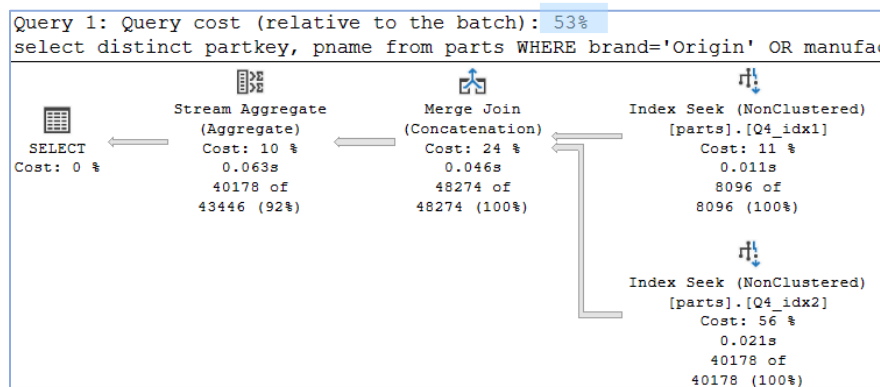 Query 1: Query cost (relative to the batch): 53%
select distinct partkey, pname from parts WHERE brand='Origin' OR manufac
SELECT
Cost: 0 %
Stream Aggregate
(Aggregate)
Cost: 10 %
0.063s
40178 of
43446 (92%)
Merge Join
(Concatenation)
Cost: 24 %
0.046s
48274 of
48274 (100%)
Index Seek (NonClustered)
[parts].[Q4_idx1]
Cost: 11 %
0.011s
8096 of
8096 (100%)
Index Seek (NonClustered)
[parts].[Q4_idx2]
Cost: 56 %
0.021s
40178 of
40178 (100%)